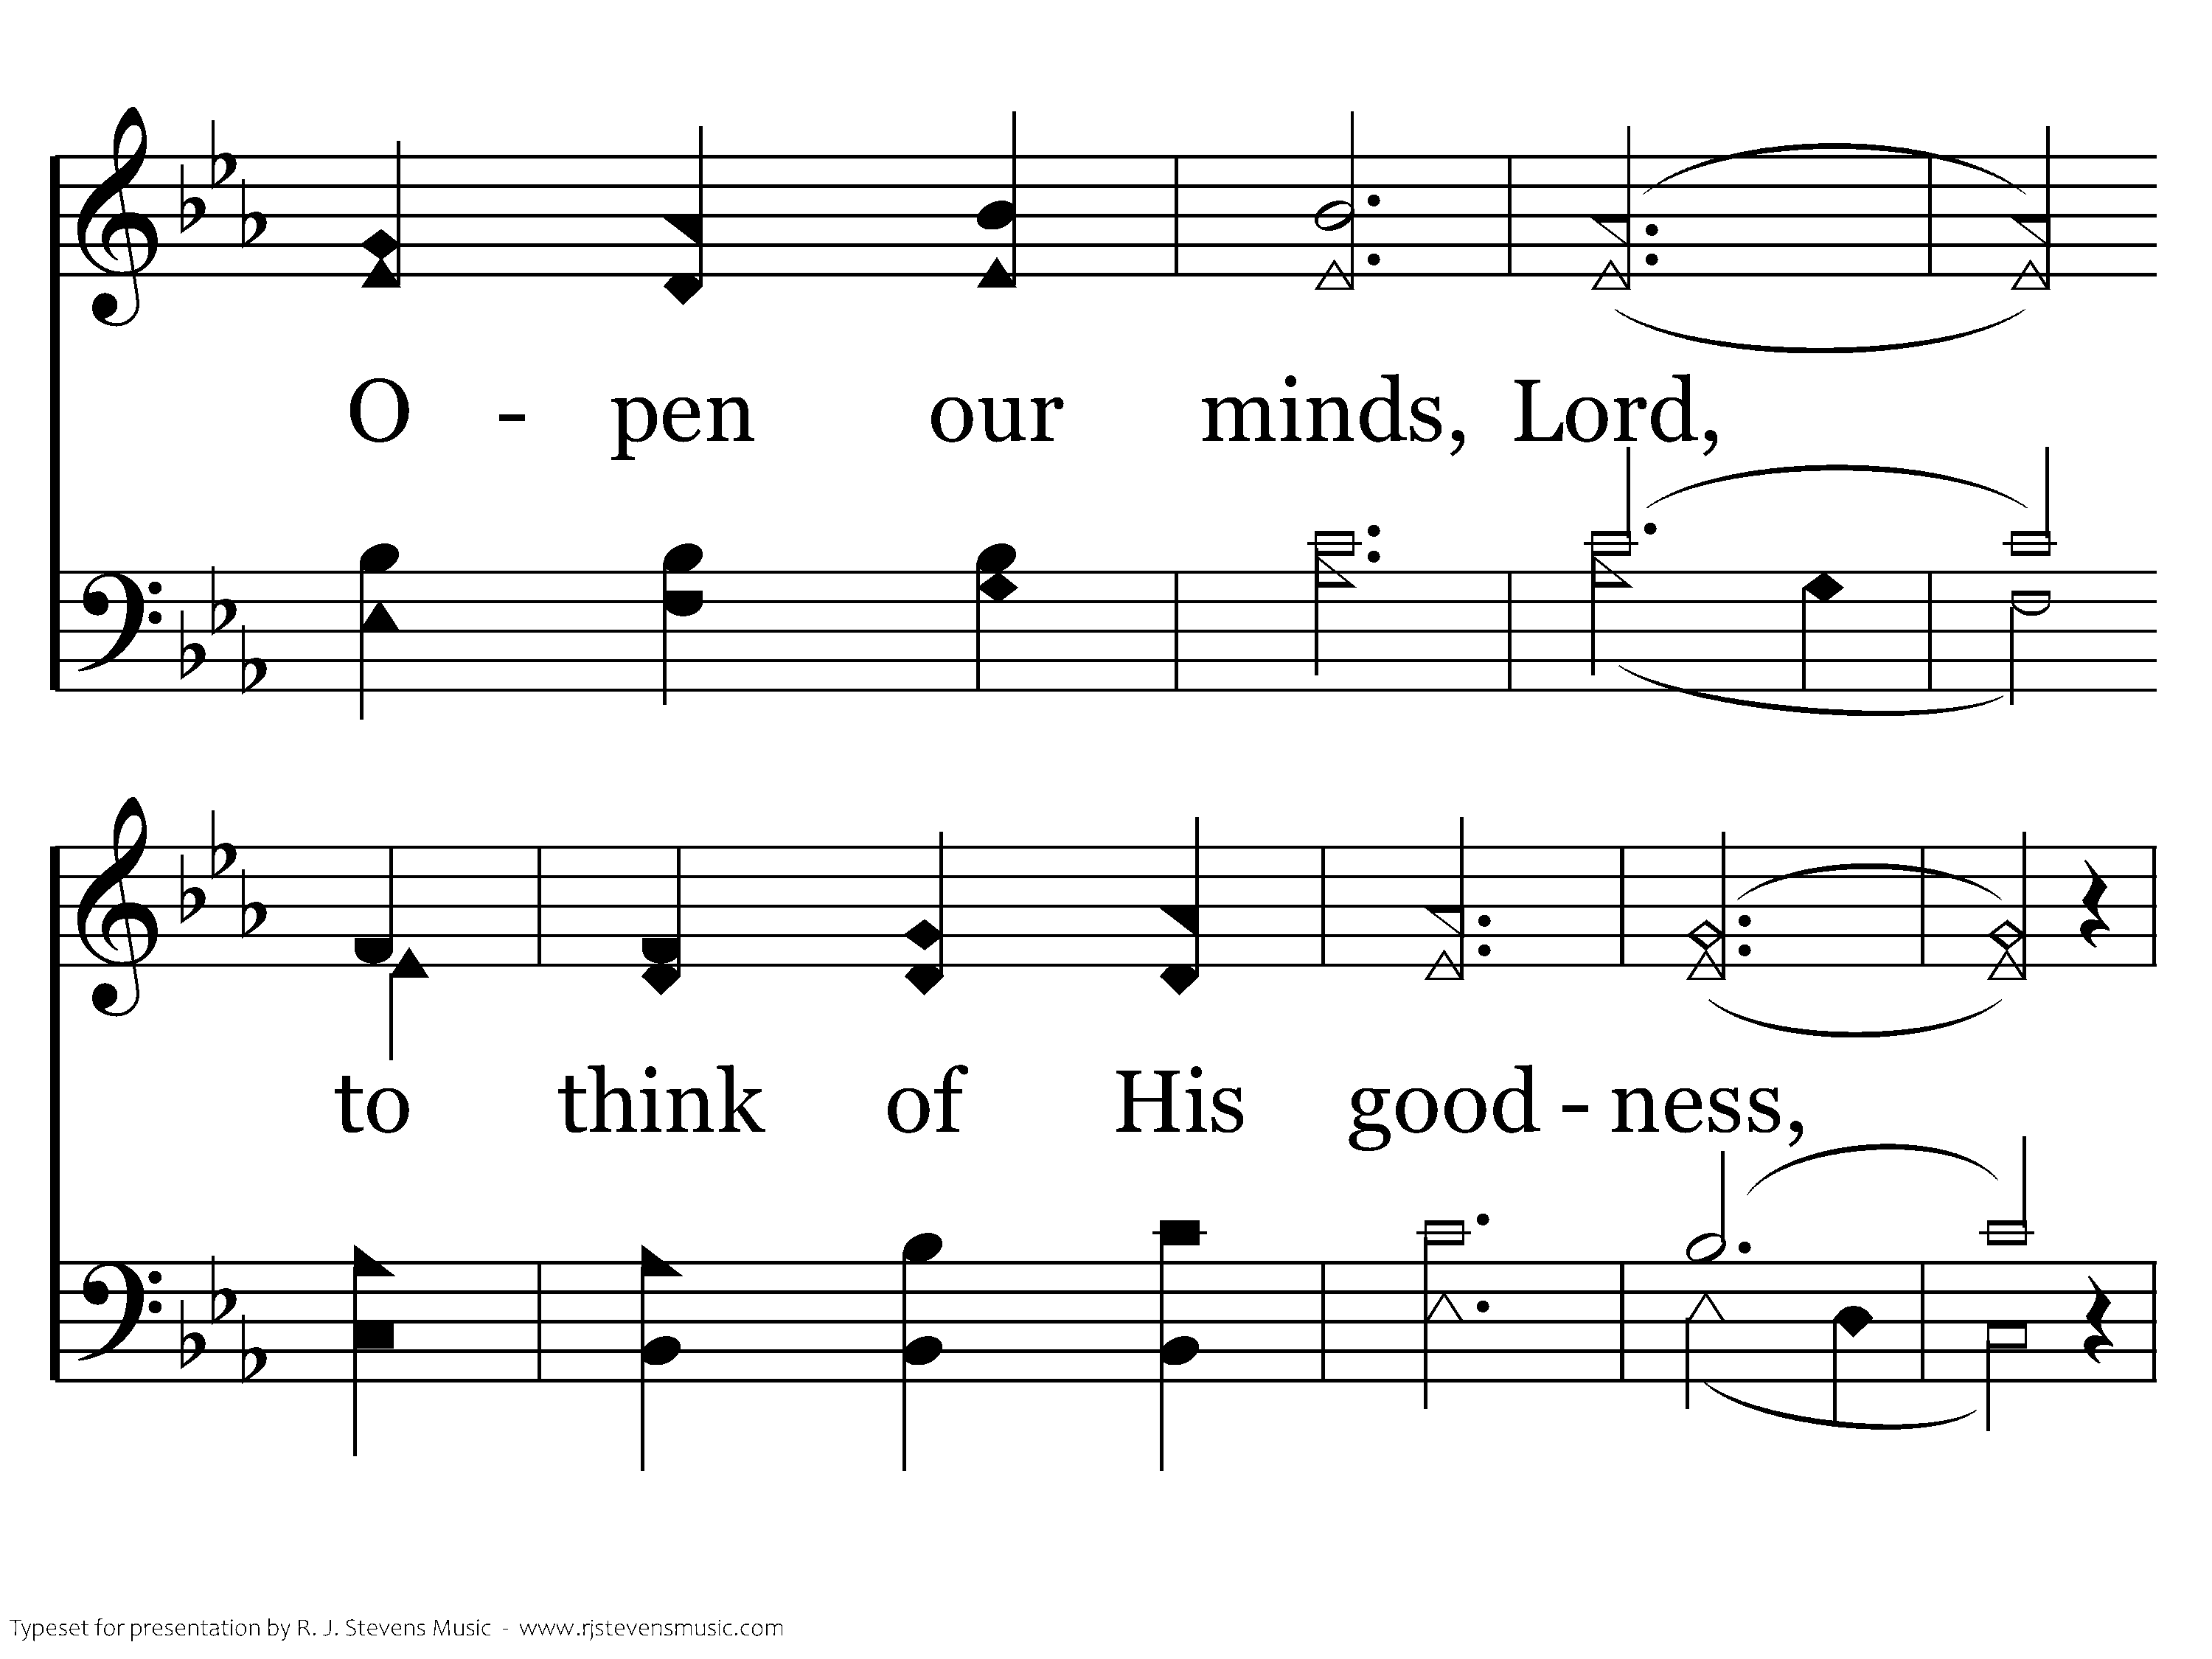 O - pen our minds, Lord,
to think of His good - ness,
Typeset for presentation by R. J. Stevens Music - www.rjstevensmusic.com